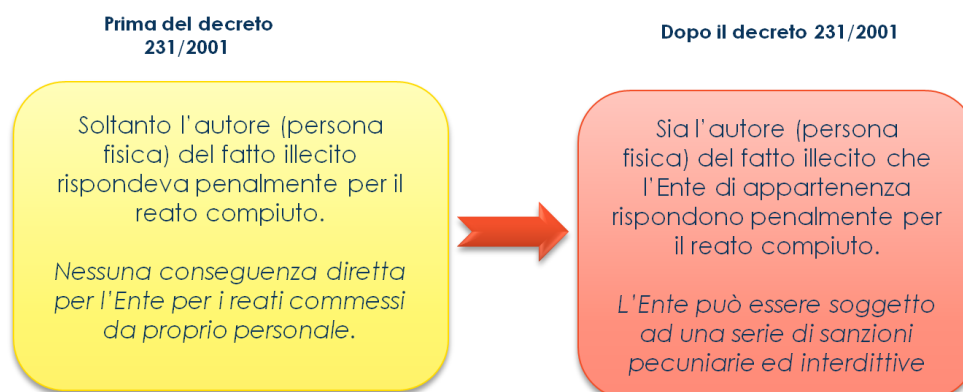 Prima del decreto
231/2001
Dopo il decreto 231/2001
Soltanto l'autore (persona
fisica) del fatto illecito
rispondeva penalmente per il
reato compiuto.
Nessuna conseguenza diretta
per l'Ente per i reati commessi
da proprio personale.
Sia l'autore (persona
fisica) del fatto illecito che
l'Ente di appartenenza
rispondono penalmente per
il reato compiuto.
L'Ente può essere soggetto
ad una serie di sanzioni
pecuniarie ed interdittive